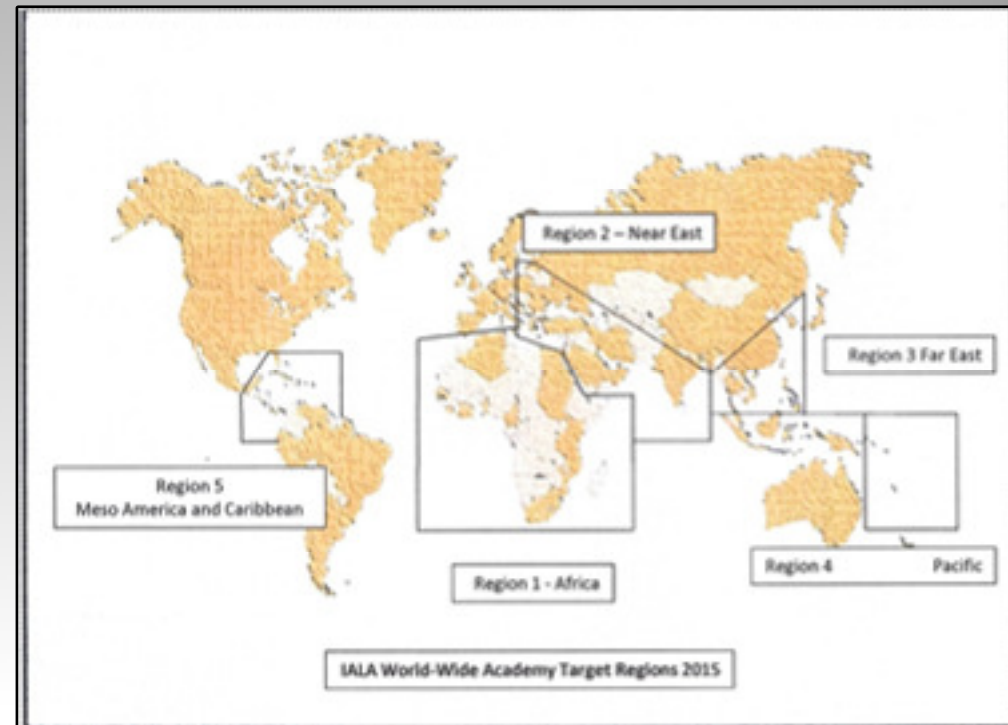 Region 2 – Near East
Region 3 Far East
Region 5
Meso America and Caribbean
Region 4 Pacific
Region 1 - Africa
IALA World-Wide Academy Target Regions 2015